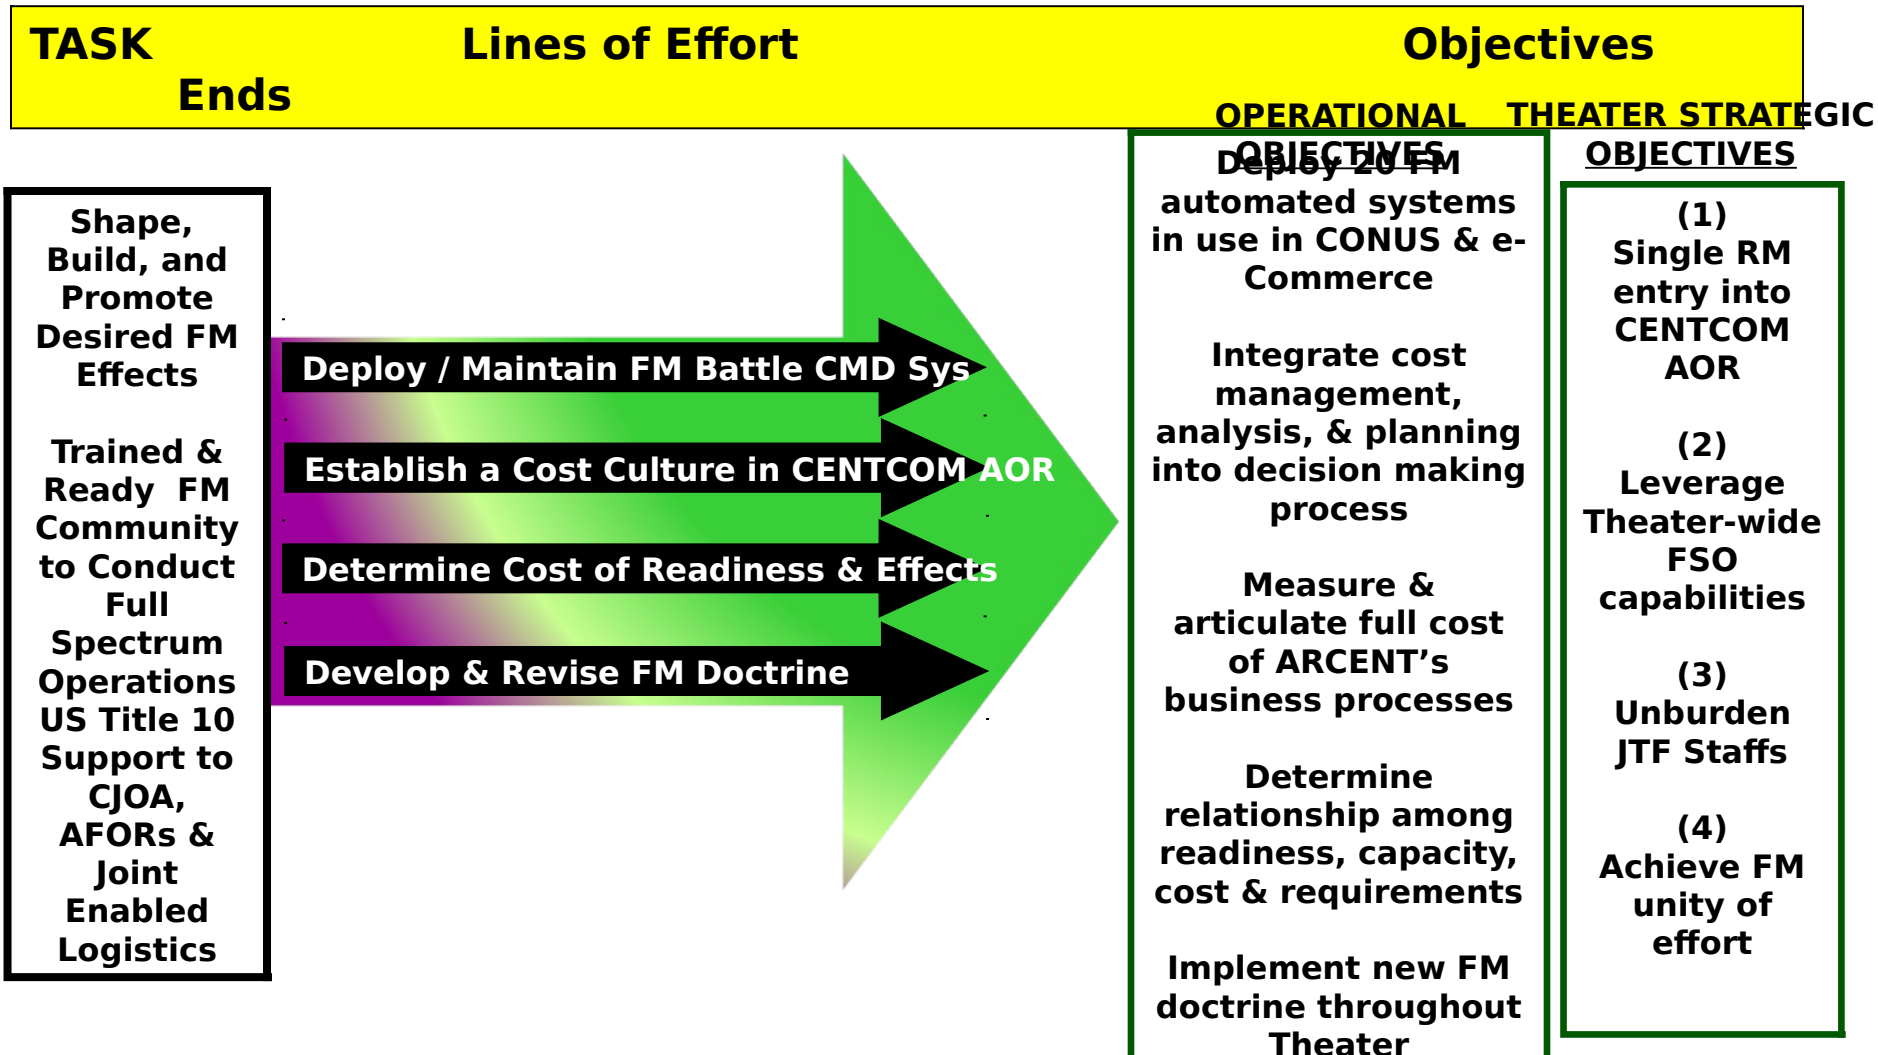 TASK Lines of Effort Objectives
Ends
OPERATIONAL
OBJECTIVES
THEATER STRATEGIC
OBJECTIVES
Shape,
Build, and
Promote
Desired FM
Effects
Trained &
Ready FM
Community
to Conduct
Full
Spectrum
Operations
US Title 10
Support to
CJOA,
AFORs &
Joint
Enabled
Logistics
Deploy / Maintain FM Battle CMD Sys
Establish a Cost Culture in CENTCOM AOR
Determine Cost of Readiness & Effects
Develop & Revise FM Doctrine
Deploy 20 FM
automated systems
in use in CONUS & e-
Commerce
Integrate cost
management,
analysis, & planning
into decision making
process
Measure &
articulate full cost
of ARCENT’s
business processes
Determine
relationship among
readiness, capacity,
cost & requirements
Implement new FM
doctrine throughout
Theater
(1)
Single RM
entry into
CENTCOM
AOR
(2)
Leverage
Theater-wide
FSO
capabilities
(3)
Unburden
JTF Staffs
(4)
Achieve FM
unity of
effort